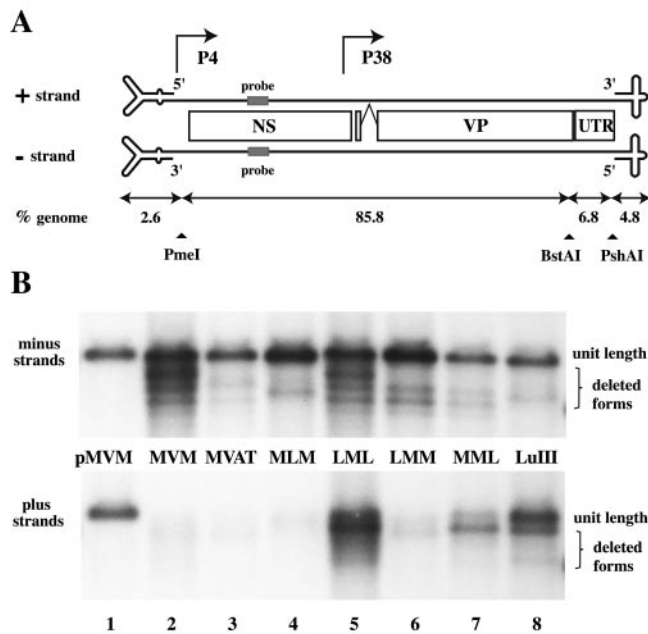 A
P4
P38
5'
3'
probe
+ strand
NS
VP
UTR
- strand
probe
3'
5'
% genome
2.6
85.8
6.8
4.8
PmeI
BstAI
PshAI
B
minus
strands
unit length
deleted
forms
pMVM MVM MVAT MLM LML LMM MML LuIII
plus
strands
unit length
deleted
forms
1 2 3 4 5 6 7 8